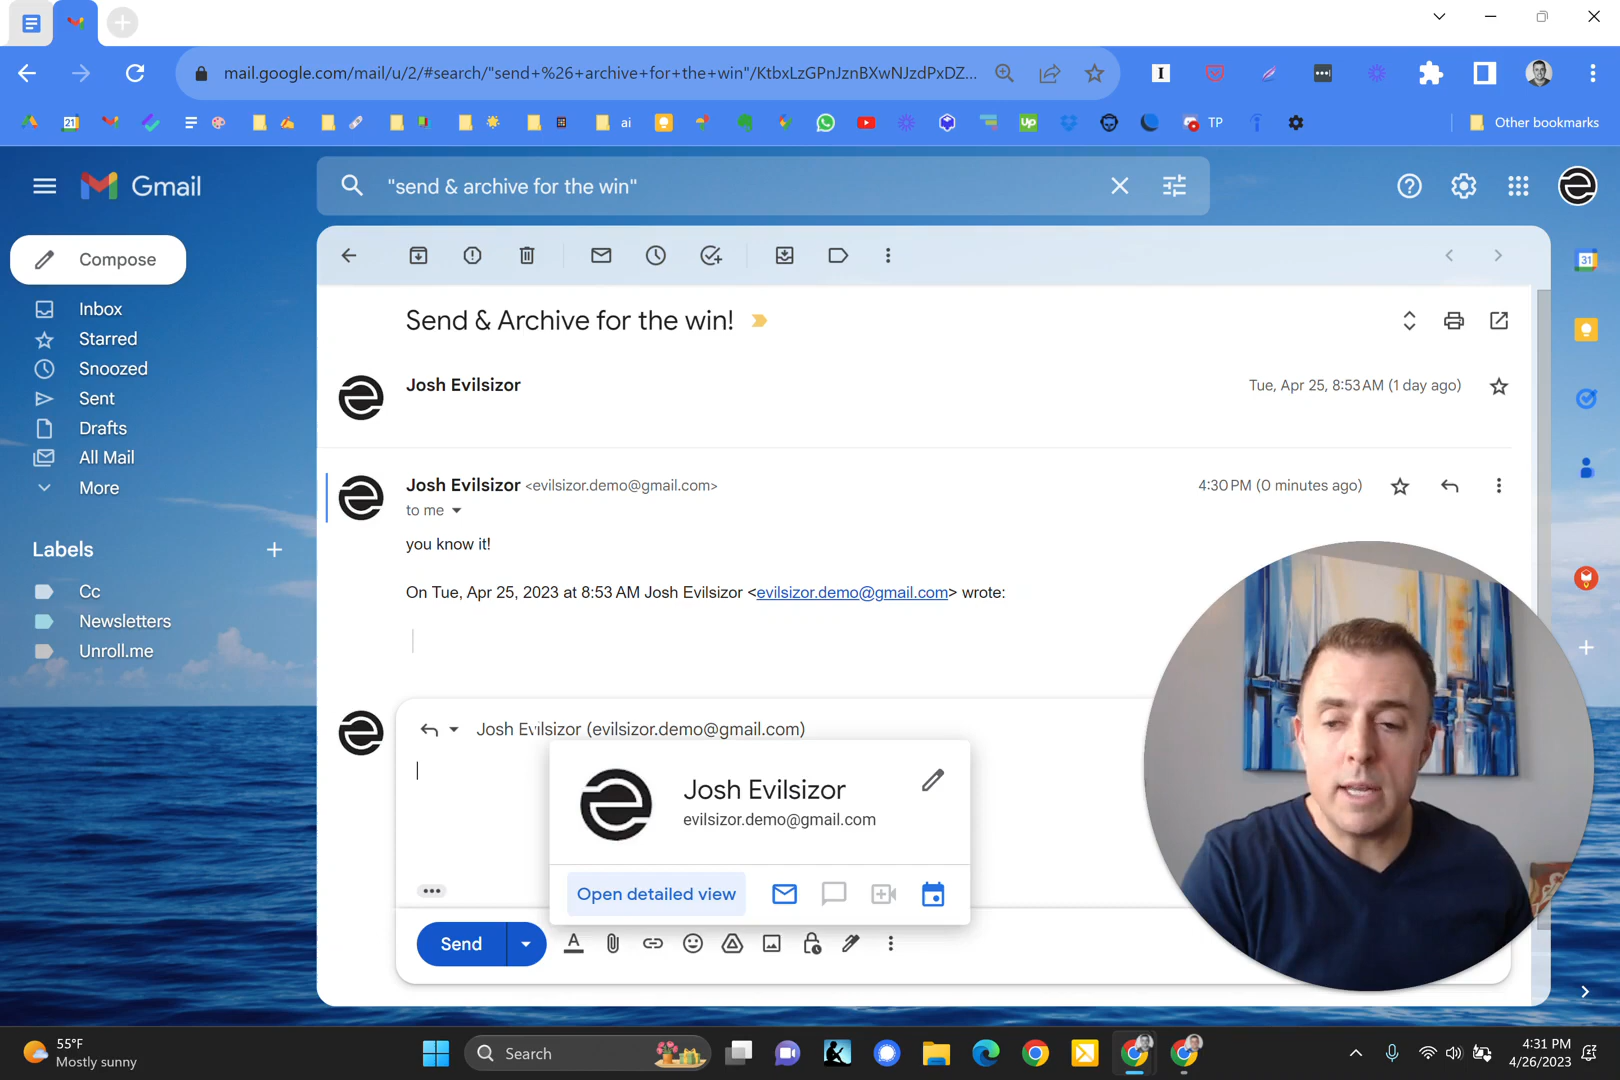 mail.google.com/mail/u/2/#search/"send+%26+archive+for+the+win"/KtbxLzGPnJznBXwNJzdPxDZ...
21
ai
UP
TP
Other bookmarks
Gmail
"send & archive for the win"
Compose
Inbox
Starred
Snoozed
Sent
Drafts
All Mail
More
Labels
Cc
Newsletters
Unroll.me
Send & Archive for the win!
Josh Evilsizor
Tue, Apr 25, 8:53 AM (1 day ago)
Josh Evilsizor <evilsizor.demo@gmail.com>
4:30 PM (0 minutes ago)
to me
you know it!
On Tue, Apr 25, 2023 at 8:53 AM Josh Evilsizor <evilsizor.demo@gmail.com> wrote:
Josh Evilsizor (evilsizor.demo@gmail.com)
Josh Evilsizor
evilsizor.demo@gmail.com
Open detailed view
Send
31
55°F
Mostly sunny
Search
4:31 PM
4/26/2023